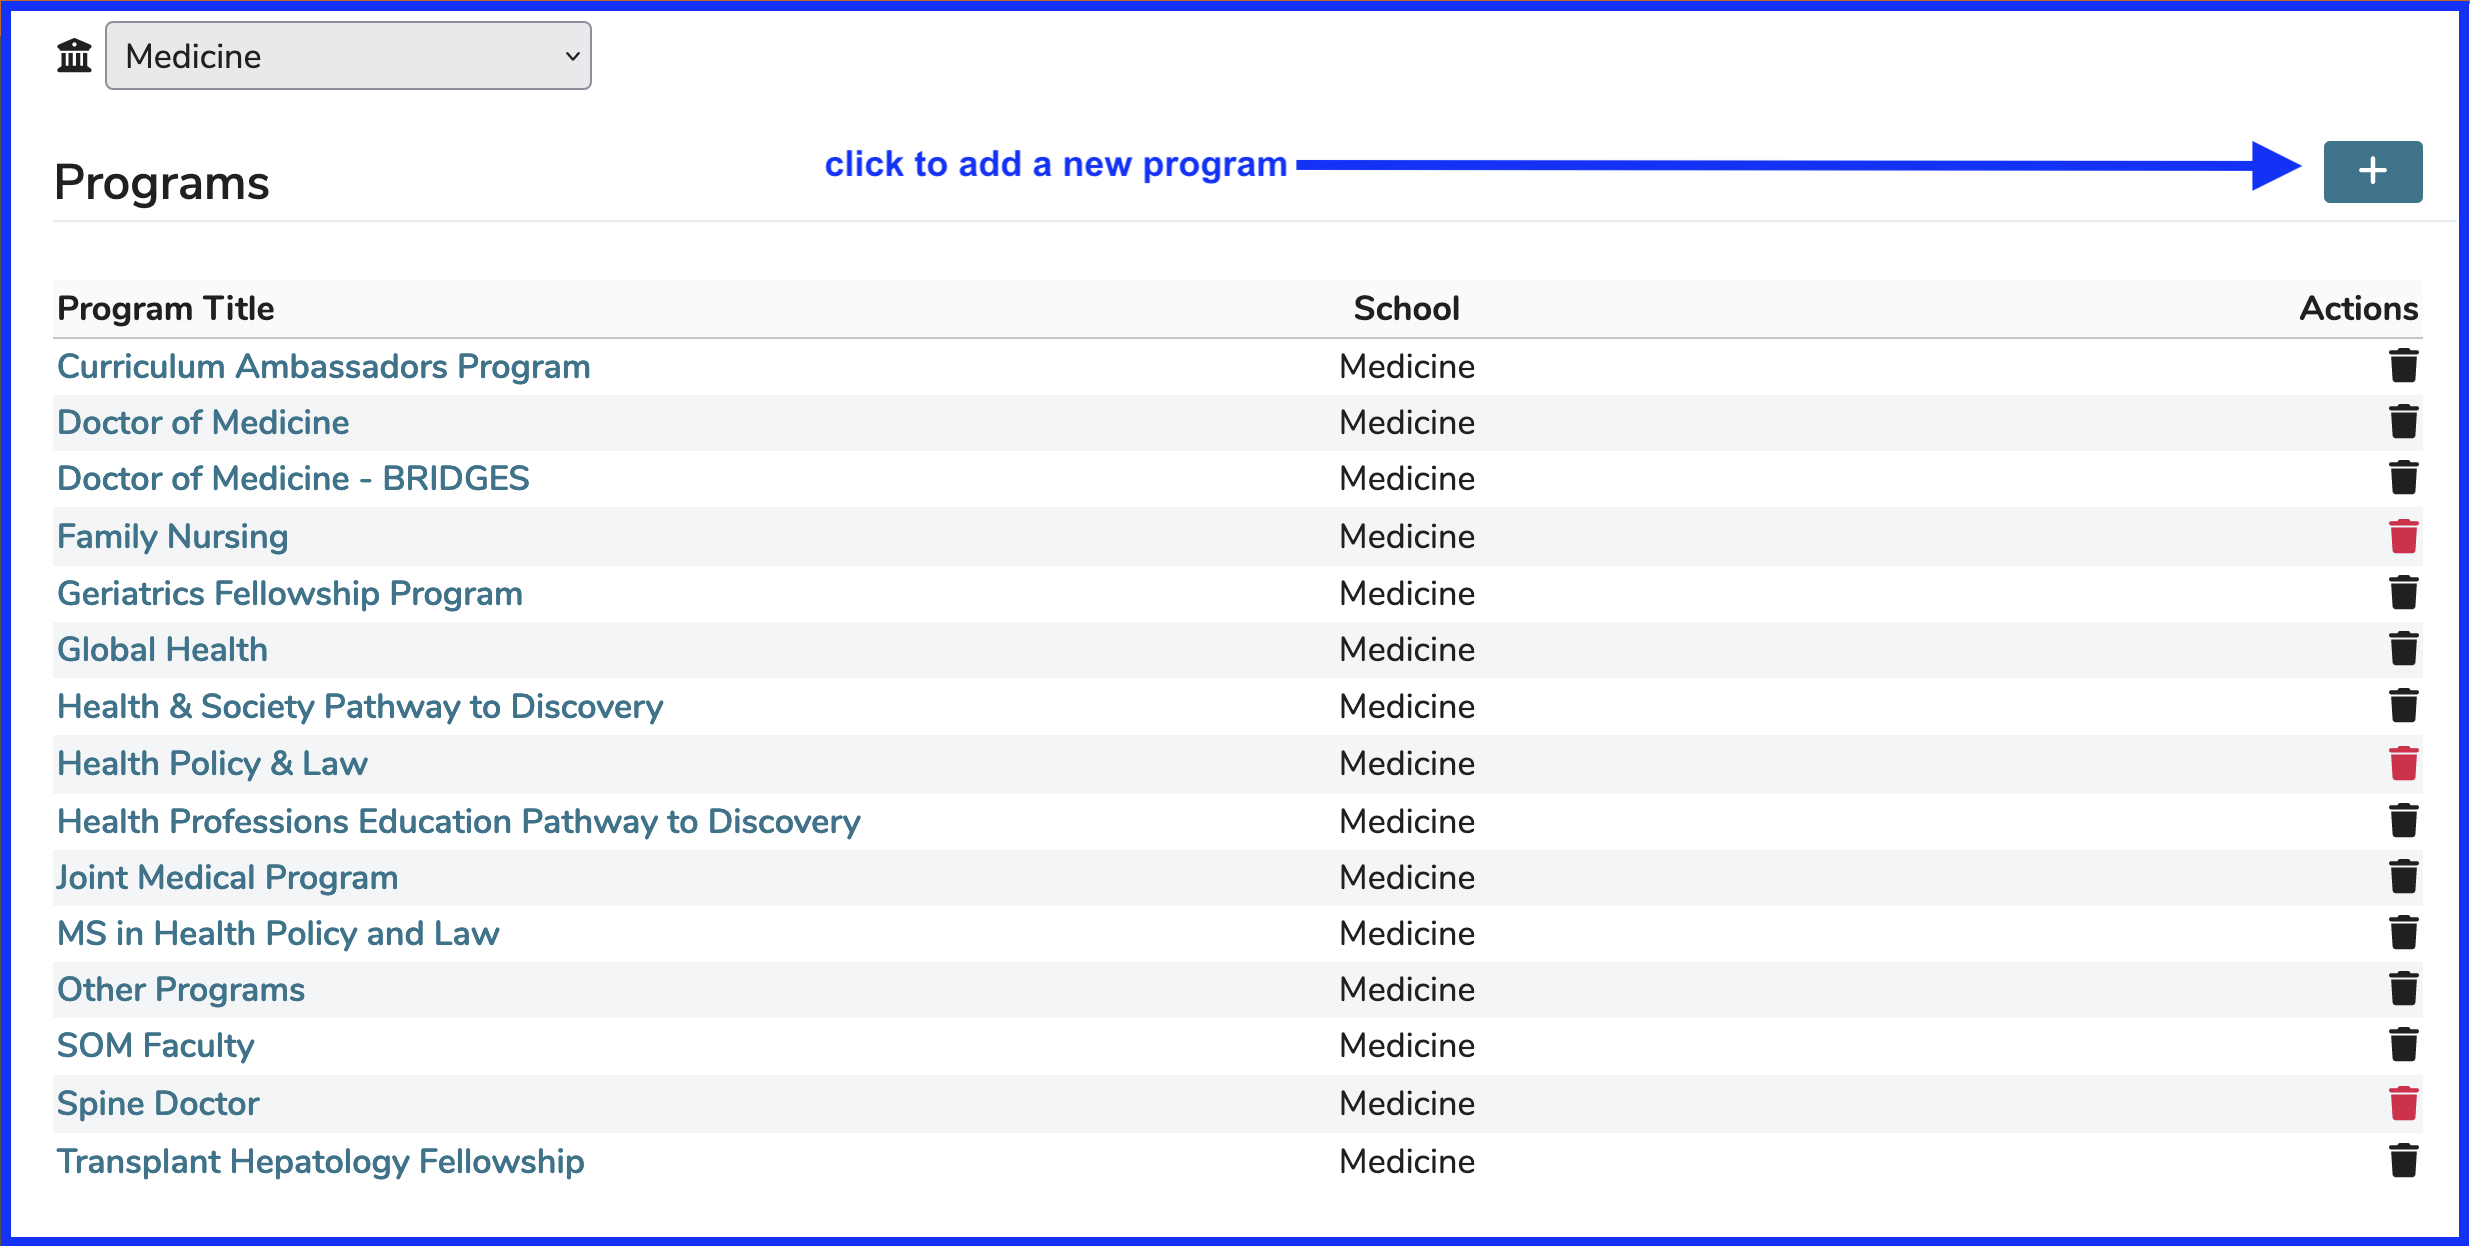 Medicine
click to add a new program
Programs
Program Title School Actions
Curriculum Ambassadors Program Medicine
Doctor of Medicine Medicine
Doctor of Medicine - BRIDGES Medicine
Family Nursing Medicine
Geriatrics Fellowship Program Medicine
Global Health Medicine
Health & Society Pathway to Discovery Medicine
Health Policy & Law Medicine
Health Professions Education Pathway to Discovery Medicine
Joint Medical Program Medicine
MS in Health Policy and Law Medicine
Other Programs Medicine
SOM Faculty Medicine
Spine Doctor Medicine
Transplant Hepatology Fellowship Medicine